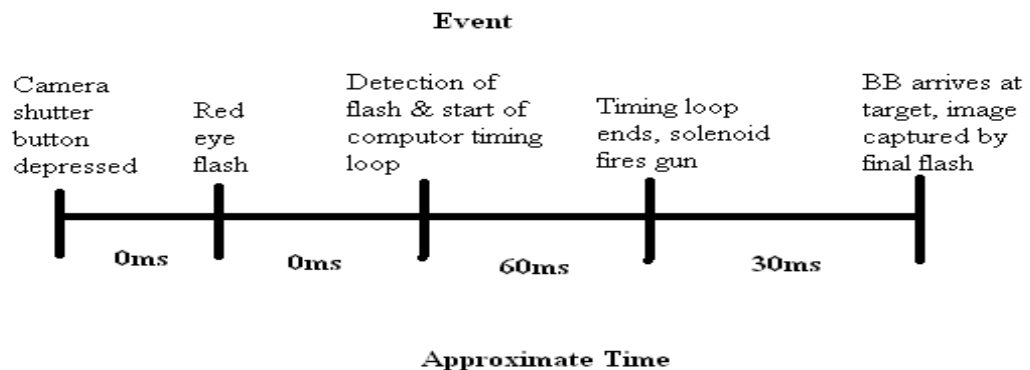 Event
Camera
shutter
button
depressed
Red
eye
flash
Detection of
flash & start of
computor timing
loop
Timing loop
ends, solenoid
fires gun
BB arrives at
target, image
captured by
final flash
0ms
0ms
60ms
30ms
Approximate Time